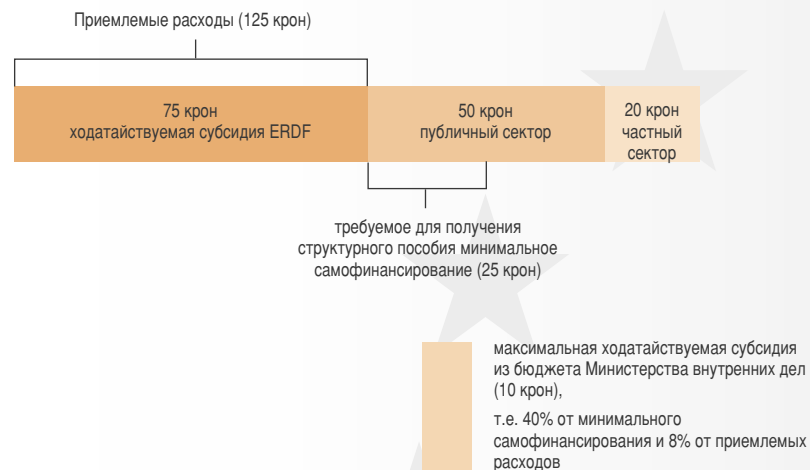 Приемлемые расходы (125 крон)
75 крон
ходатайствуемая субсидия ERDF
50 крон
публичный сектор
20 крон
частный
сектор
требуемое для получения
структурного пособия минимальное
самофинансирование (25 крон)
максимальная ходатайствуемая субсидия
из бюджета Министерства внутренних дел
(10 крон),
т.е. 40% от минимального
самофинансирования и 8% от приемлемых
расходов